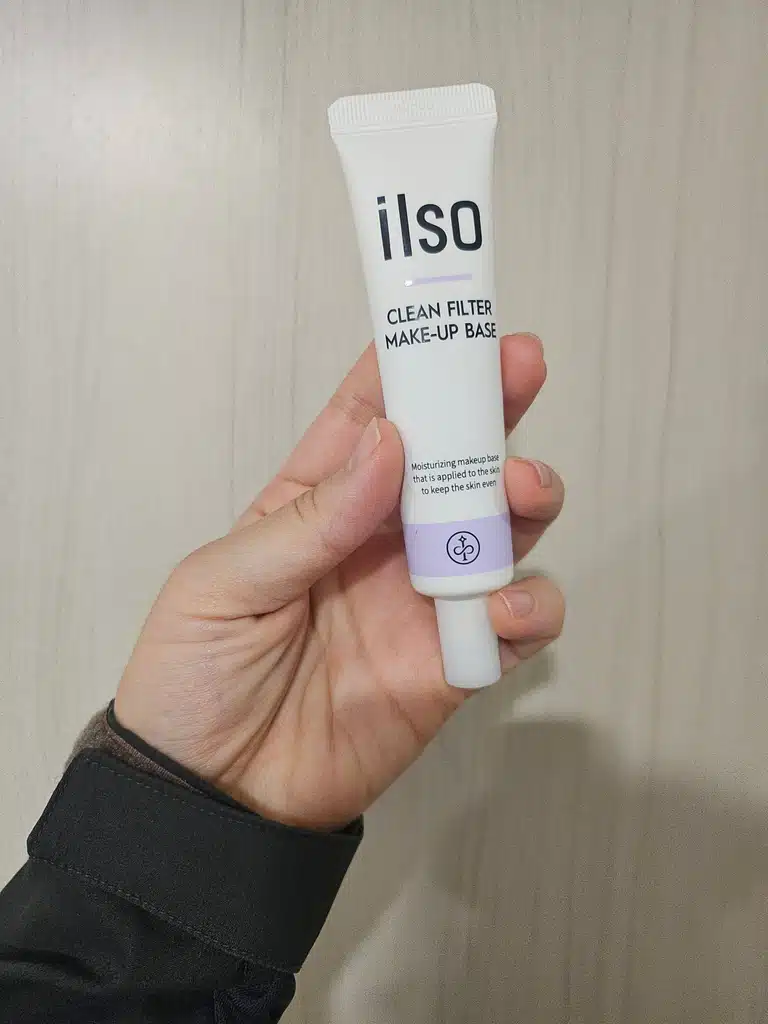 ilso
CLEAN FILTER
MAKE-UP BASE
Moisturizing makeup base
that is applied to the skin
to keep the skin even